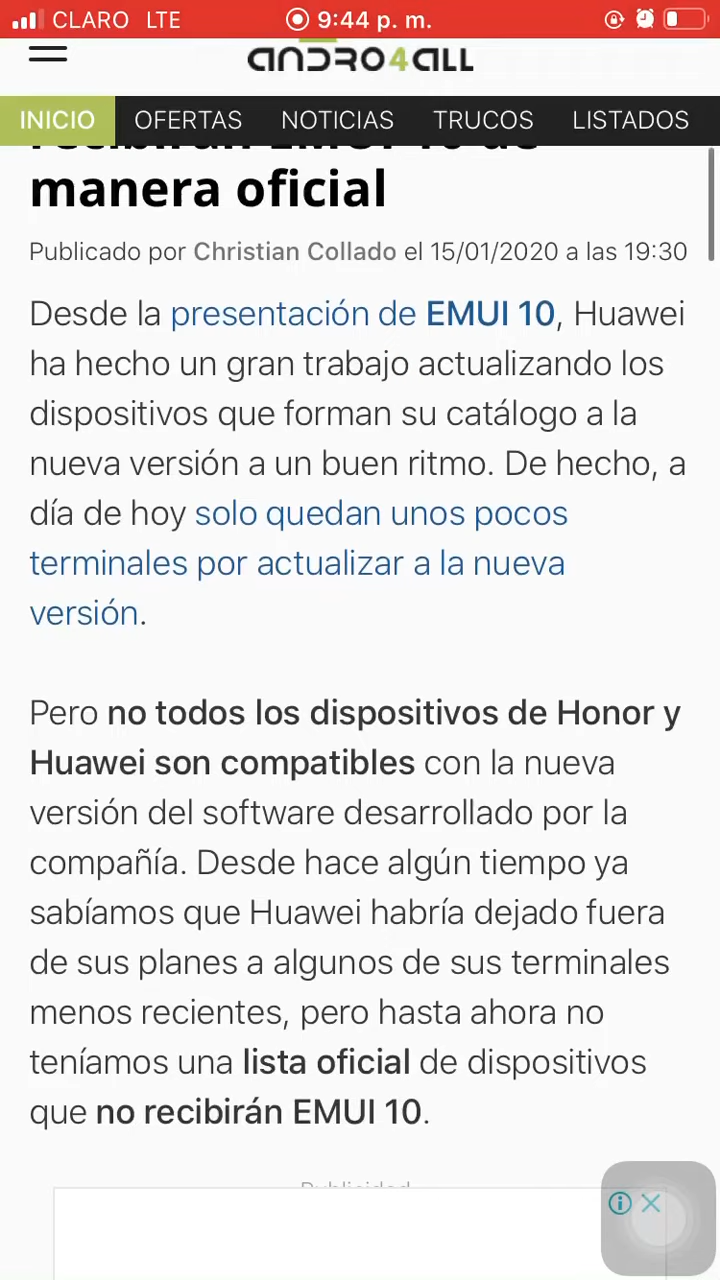 CLARO LTE 9:44 p. m.
ANDRO4ALL
INICIO OFERTAS NOTICIAS TRUCOS LISTADOS
recibirán EMUI 10 de
manera oficial
Publicado por Christian Collado el 15/01/2020 a las 19:30
Desde la presentación de EMUI 10, Huawei
ha hecho un gran trabajo actualizando los
dispositivos que forman su catálogo a la
nueva versión a un buen ritmo. De hecho, a
día de hoy solo quedan unos pocos
terminales por actualizar a la nueva
versión.
Pero no todos los dispositivos de Honor y
Huawei son compatibles con la nueva
versión del software desarrollado por la
compañía. Desde hace algún tiempo ya
sabíamos que Huawei habría dejado fuera
de sus planes a algunos de sus terminales
menos recientes, pero hasta ahora no
teníamos una lista oficial de dispositivos
que no recibirán EMUI 10.
Publicidad